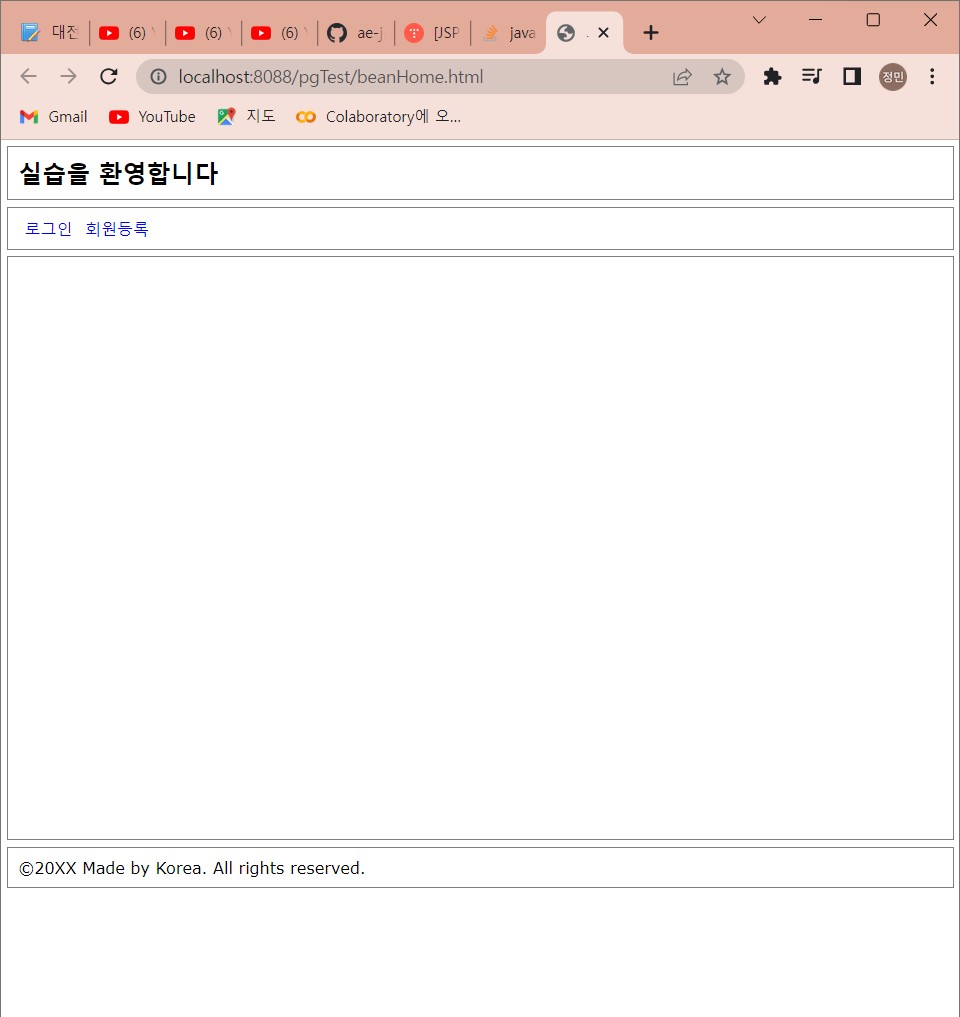 대전 (6) (6) (6) ae-j [JSP java
localhost:8088/pgTest/beanHome.html 정민
Gmail YouTube 지도 Colaboratory에 오...
실습을 환영합니다
로그인 회원등록
©20XX Made by Korea. All rights reserved.